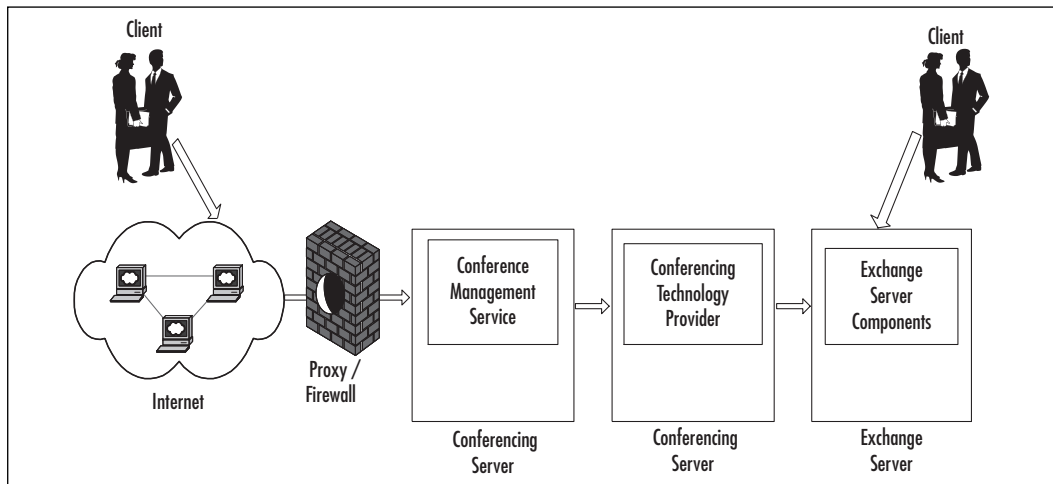 Client
Client
Conference
Management
Service
Conferencing
Technology
Provider
Exchange
Server
Components
Internet
Proxy /
Firewall
Conferencing
Server
Conferencing
Server
Exchange
Server